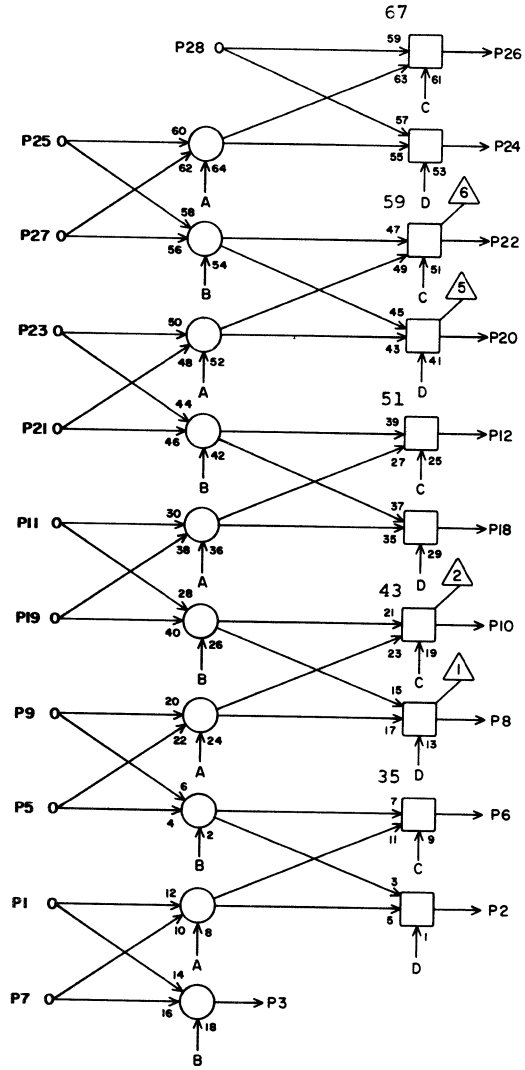 67
P28 O 59 P26
63 61
C
57
P25 O 60 55 53 P24
62 64
A D
59 6
58
P27 O 56 54 47 P22
49 51
B C
5
45
P23 O 50 43 41 P20
48 52
A D
51
44
P21 O 46 42 39 P12
27 25
B C
37
P11 O 30 35 29 P18
38 36
A D
43 2
28
P19 O 40 26 21 P10
23 19
B C
1
15
P9 O 20 17 13 P8
22 24
A D
35
6
P5 O 4 2 7 P6
11 9
B C
3
P1 O 12 5 1 P2
10 8
A D
14
P7 O 16 18 P3
B